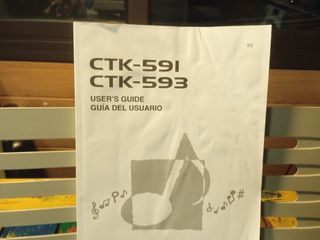 CTK-591
CTK-593
USER'S GUIDE
GUÍA DEL USUARIO